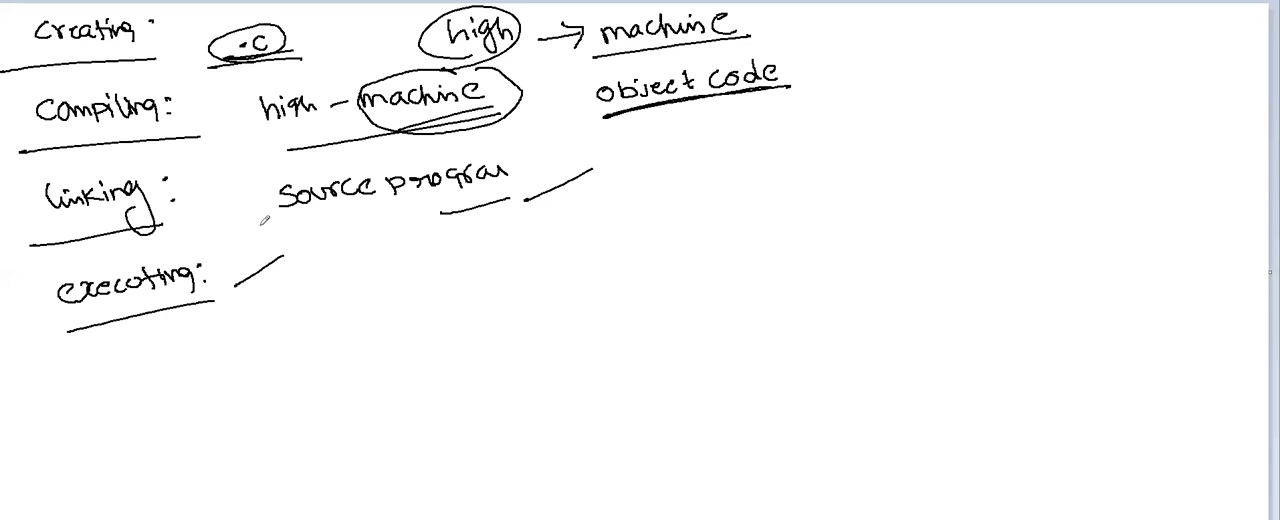 Creating: .C high → machine
Compiling: high - machine object code
Linking: source program
executing: